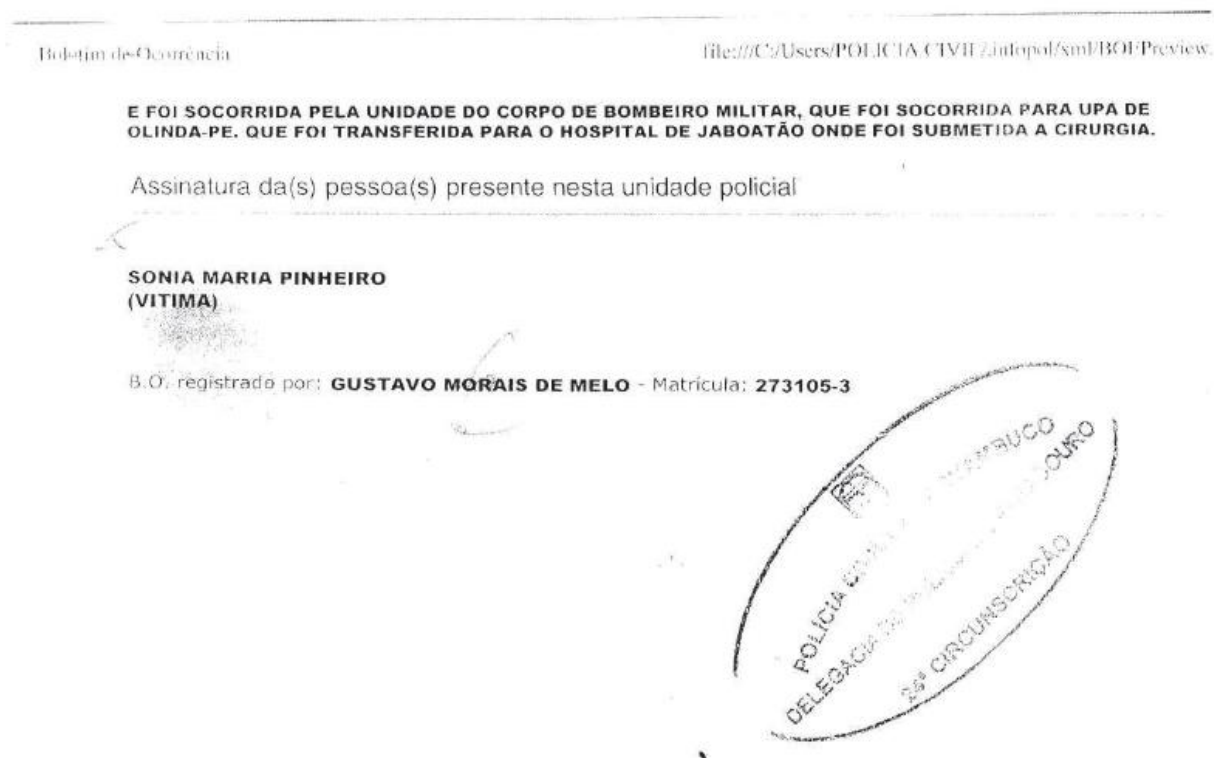 Boletim de Ocorrência
file:///C:/Users/POLICIA CIVIL/.infopol/xml/BOEPreview.
E FOI SOCORRIDA PELA UNIDADE DO CORPO DE BOMBEIRO MILITAR, QUE FOI SOCORRIDA PARA UPA DE
OLINDA-PE. QUE FOI TRANSFERIDA PARA O HOSPITAL DE JABOATÃO ONDE FOI SUBMETIDA A CIRURGIA.
Assinatura da(s) pessoa(s) presente nesta unidade policial
SONIA MARIA PINHEIRO
(VITIMA)
B.O. registrado por: GUSTAVO MORAIS DE MELO - Matrícula: 273105-3
POLICIA
DELEGACIA
CIRCUNSCRIÇÃO